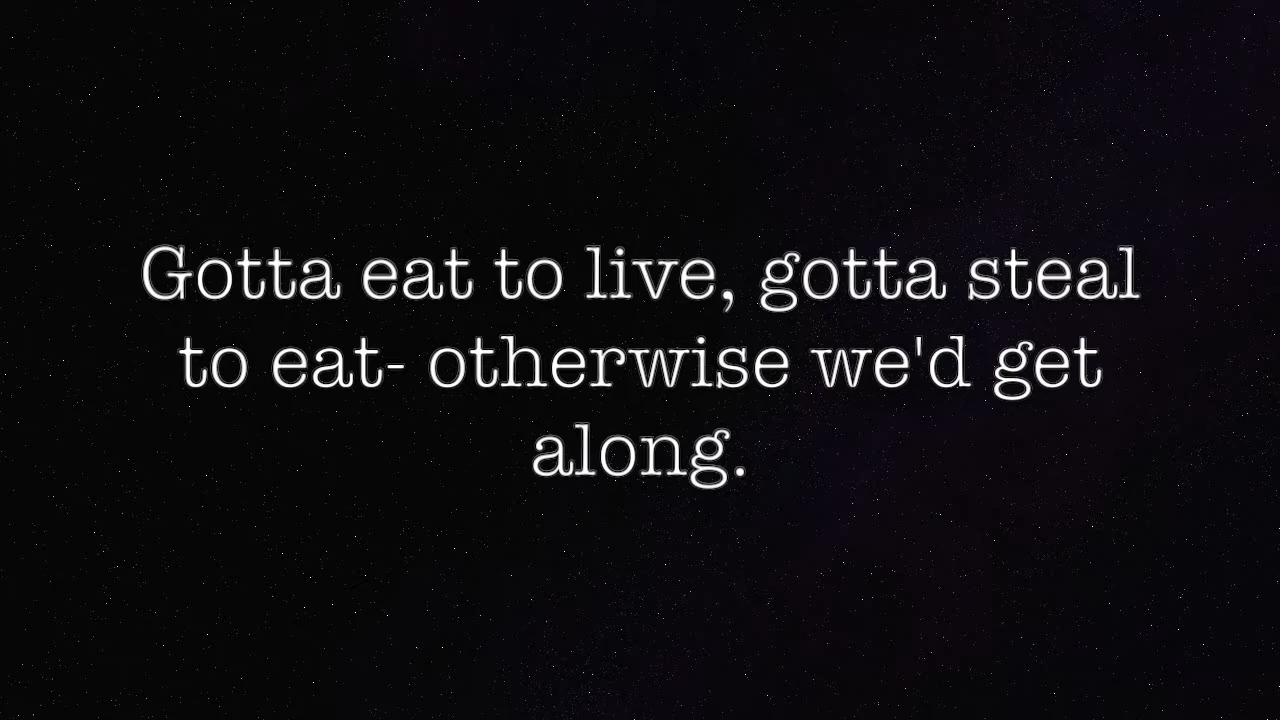 Gotta eat to live, gotta steal
to eat- otherwise we'd get
along.